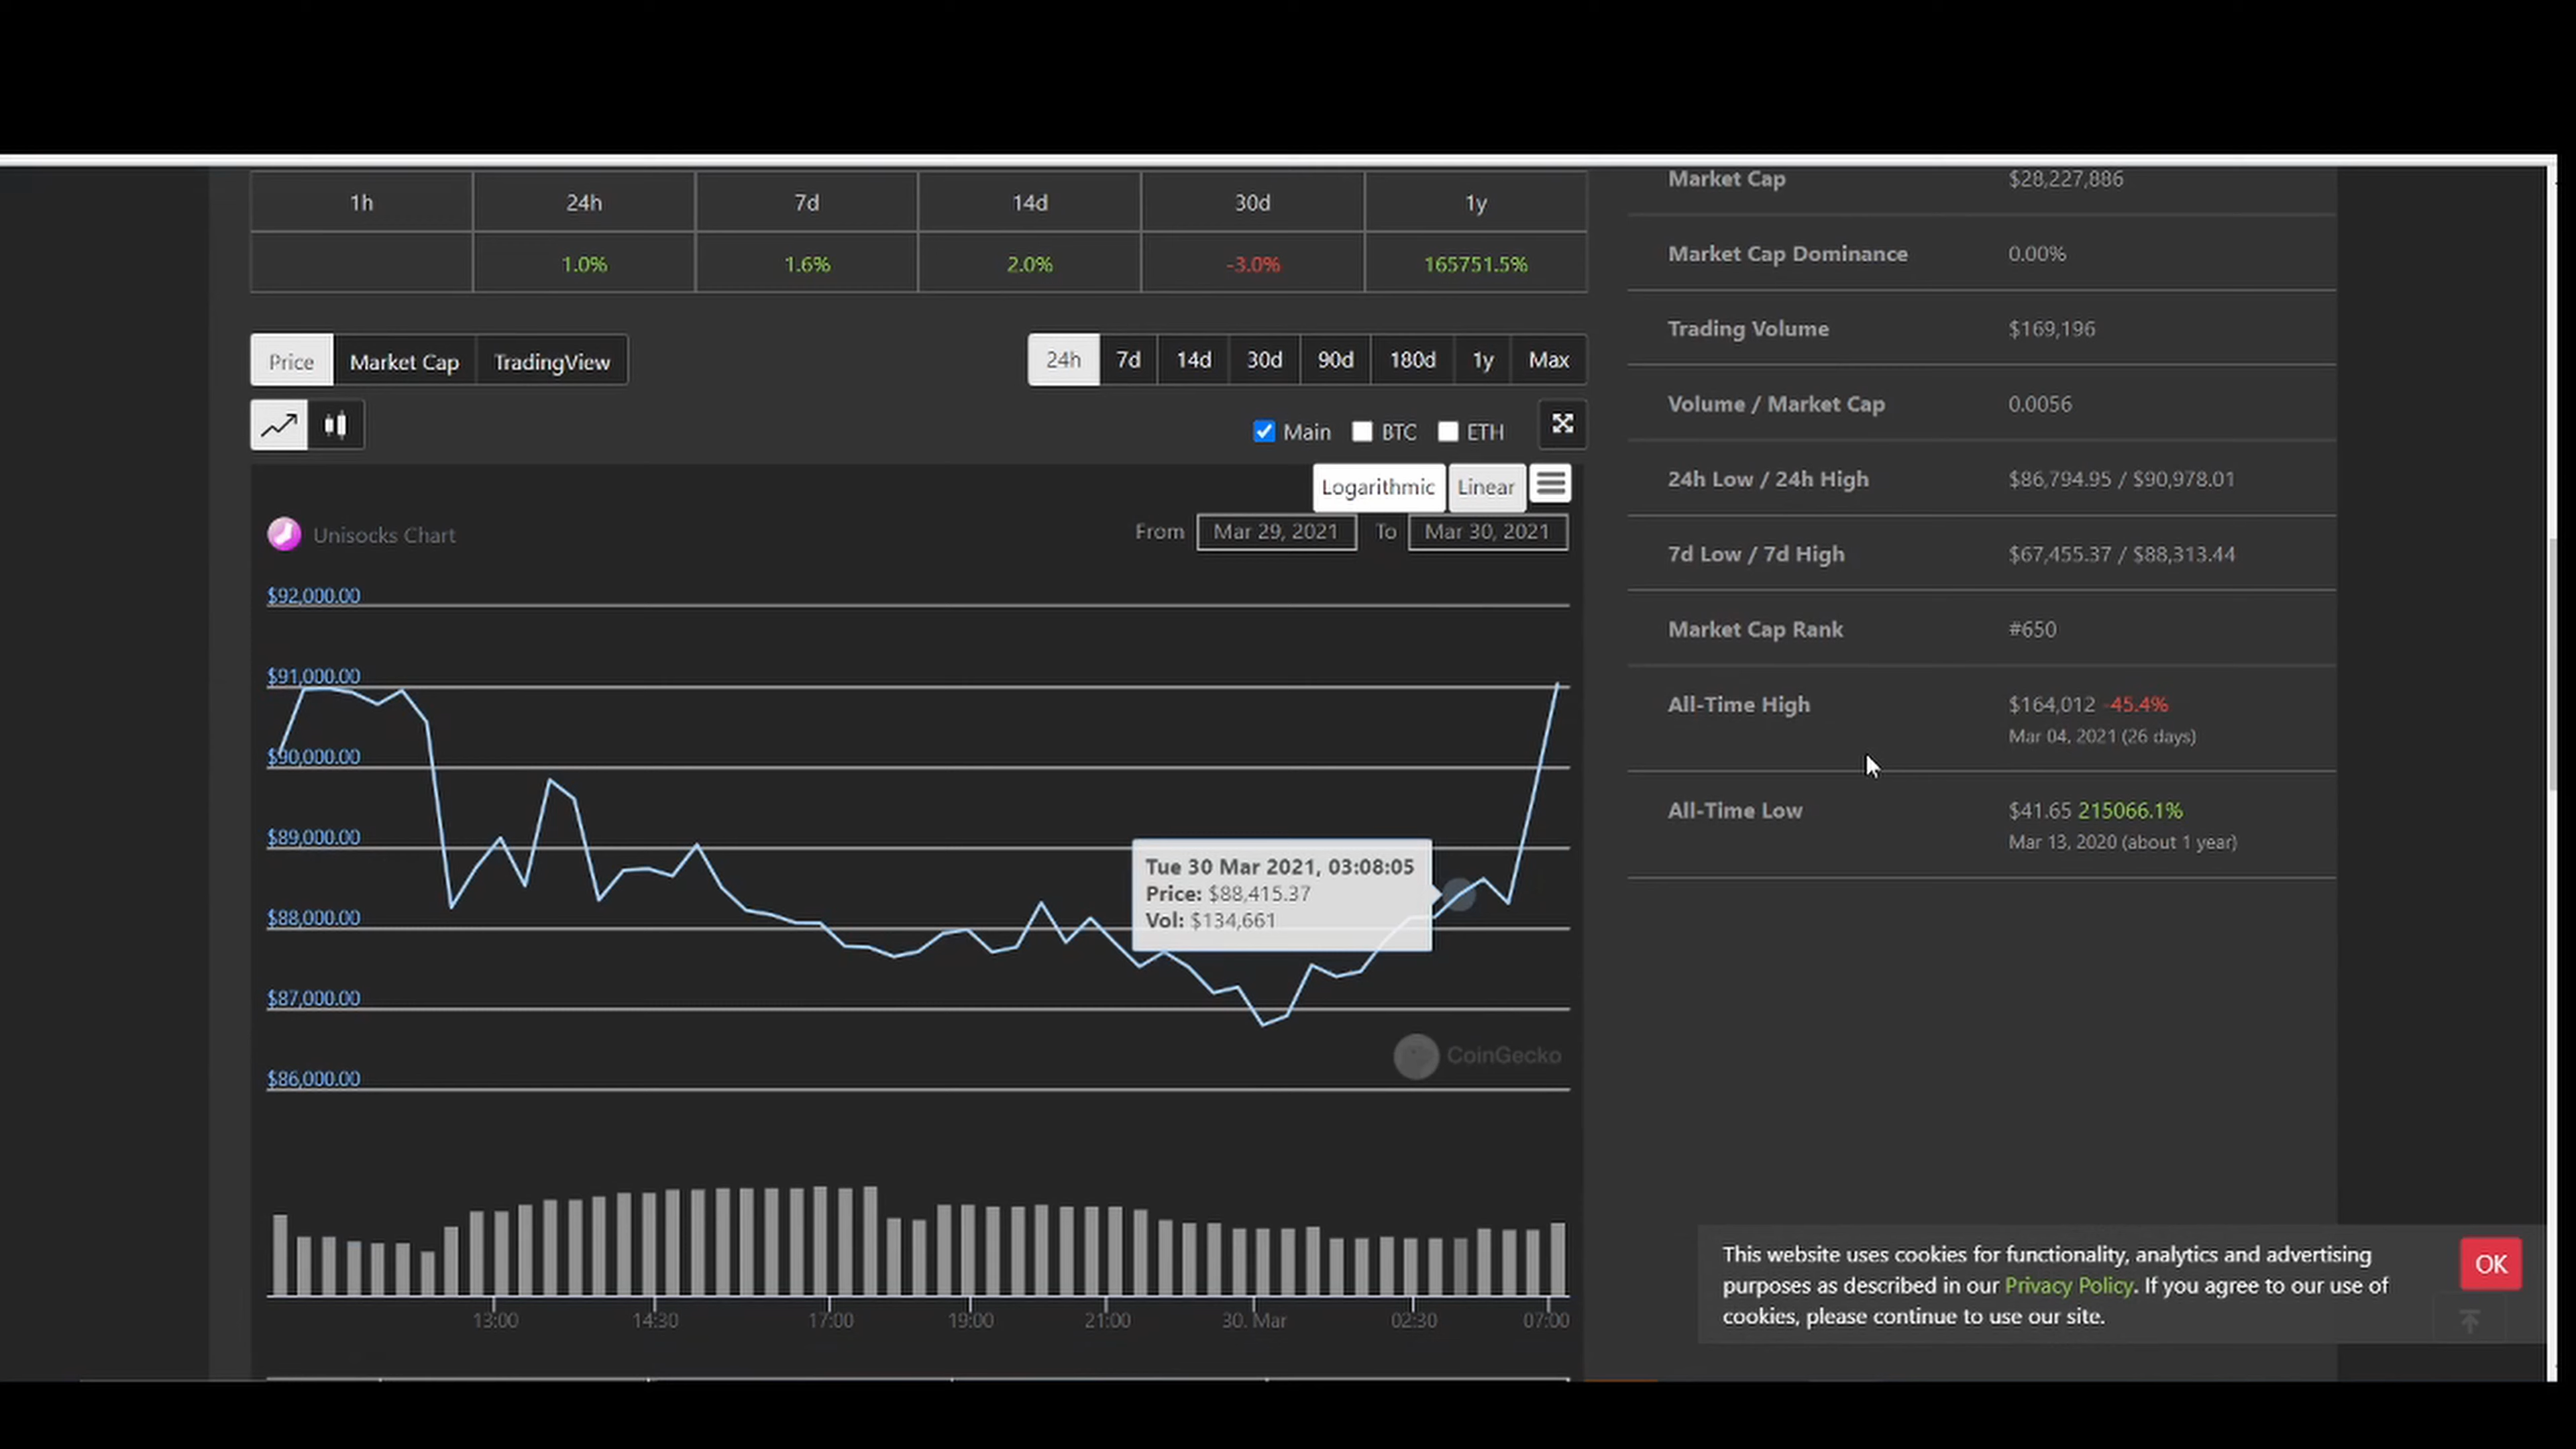 1h 24h 7d 14d 30d 1y
1.0% 1.6% 2.0% -3.0% 165751.5%
Price Market Cap TradingView
24h 7d 14d 30d 90d 180d 1y Max
Main BTC ETH
Logarithmic Linear
Unisocks Chart
From Mar 29, 2021 To Mar 30, 2021
$92,000.00
$91,000.00
$90,000.00
$89,000.00
$88,000.00
$87,000.00
$86,000.00
Tue 30 Mar 2021, 03:08:05
Price: $88,415.37
Vol: $134,661
CoinGecko
13:00 14:30 17:00 19:00 21:00 30. Mar 02:30 07:00
Market Cap $28,227,886
Market Cap Dominance 0.00%
Trading Volume $169,196
Volume / Market Cap 0.0056
24h Low / 24h High $86,794.95 / $90,978.01
7d Low / 7d High $67,455.37 / $88,313.44
Market Cap Rank #650
All-Time High $164,012 -45.4%
Mar 04, 2021 (26 days)
All-Time Low $41.65 215066.1%
Mar 13, 2020 (about 1 year)
This website uses cookies for functionality, analytics and advertising
purposes as described in our Privacy Policy. If you agree to our use of
cookies, please continue to use our site.
OK